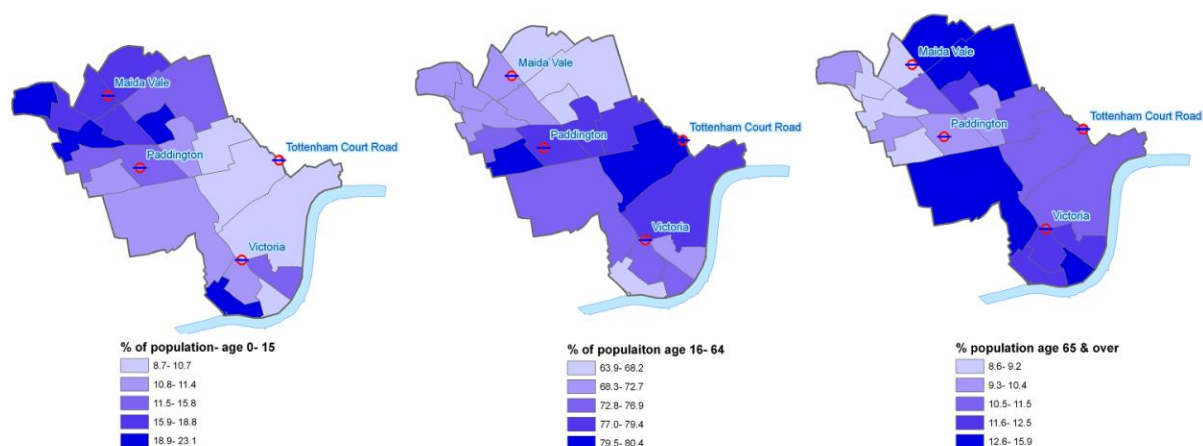 Maida Vale
Paddington
Tottenham Court Road
Victoria
% of population- age 0- 15
8.7- 10.7
10.8- 11.4
11.5- 15.8
15.9- 18.8
18.9- 23.1
Maida Vale
Paddington
Tottenham Court Road
Victoria
% of populaiton age 16- 64
63.9- 68.2
68.3- 72.7
72.8- 76.9
77.0- 79.4
79.5- 80.4
Maida Vale
Paddington
Tottenham Court Road
Victoria
% population age 65 & over
8.6- 9.2
9.3- 10.4
10.5- 11.5
11.6- 12.5
12.6- 15.9